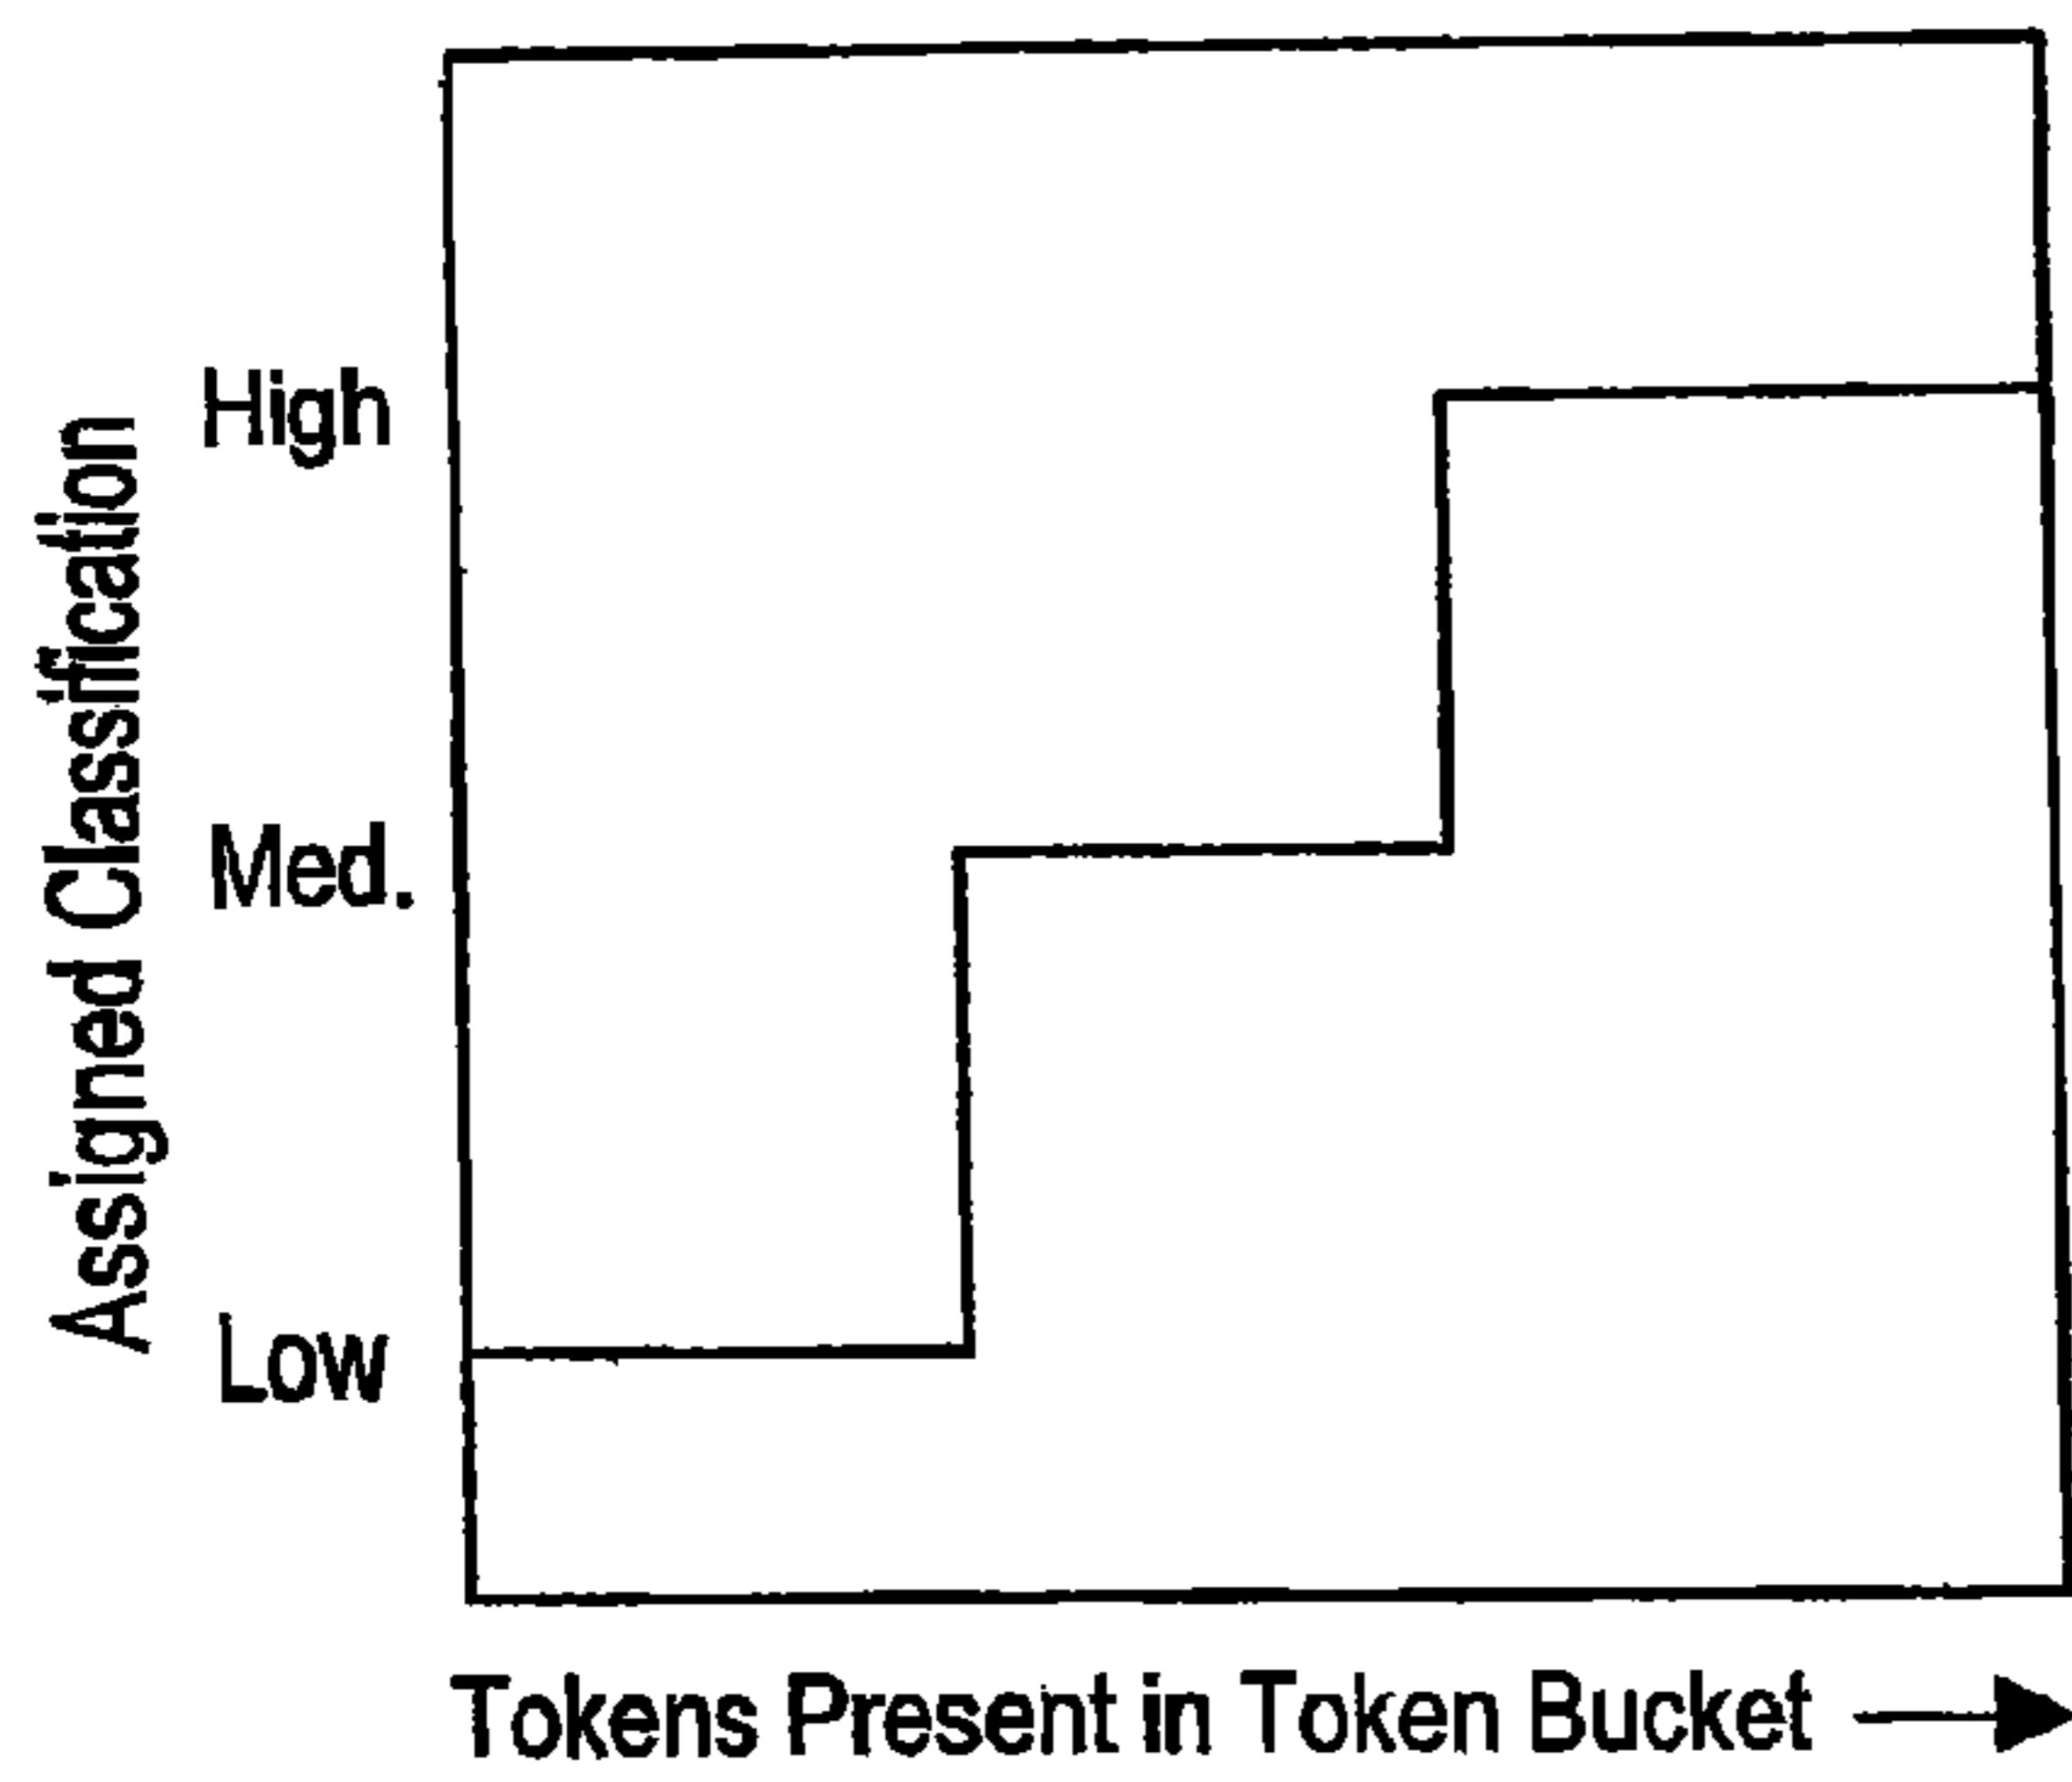 Assigned Classification
High
Med.
Low
Tokens Present in Token Bucket